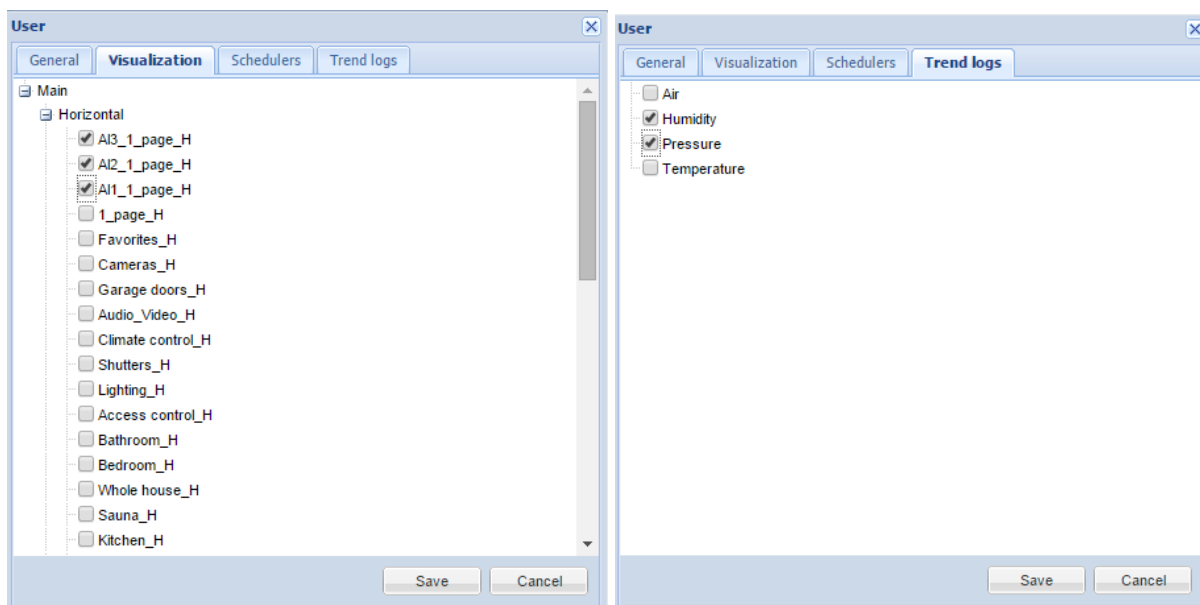 User
General Visualization Schedulers Trend logs
Main
Horizontal
AI3_1_page_H
AI2_1_page_H
AI1_1_page_H
1_page_H
Favorites_H
Cameras_H
Garage doors_H
Audio_Video_H
Climate control_H
Shutters_H
Lighting_H
Access control_H
Bathroom_H
Bedroom_H
Whole house_H
Sauna_H
Kitchen_H
Save Cancel
User
General Visualization Schedulers Trend logs
Air
Humidity
Pressure
Temperature
Save Cancel